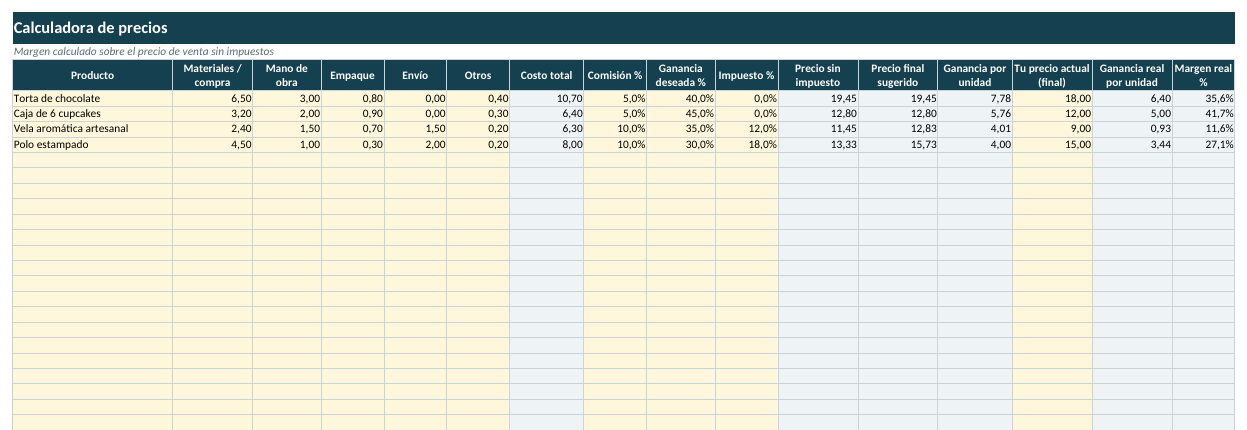 Calculadora de precios
Margen calculado sobre el precio de venta sin impuestos
Producto Materiales / compra Mano de obra Empaque Envío Otros Costo total Comisión % Ganancia deseada % Impuesto % Precio sin impuesto Precio final sugerido Ganancia por unidad Tu precio actual (final) Ganancia real por unidad Margen real %
Torta de chocolate 6,50 3,00 0,80 0,00 0,40 10,70 5,0% 40,0% 0,0% 19,45 19,45 7,78 18,00 6,40 35,6%
Caja de 6 cupcakes 3,20 2,00 0,90 0,00 0,30 6,40 5,0% 45,0% 0,0% 12,80 12,80 5,76 12,00 5,00 41,7%
Vela aromática artesanal 2,40 1,50 0,70 1,50 0,20 6,30 10,0% 35,0% 12,0% 11,45 12,83 4,01 9,00 0,93 11,6%
Polo estampado 4,50 1,00 0,30 2,00 0,20 8,00 10,0% 30,0% 18,0% 13,33 15,73 4,00 15,00 3,44 27,1%